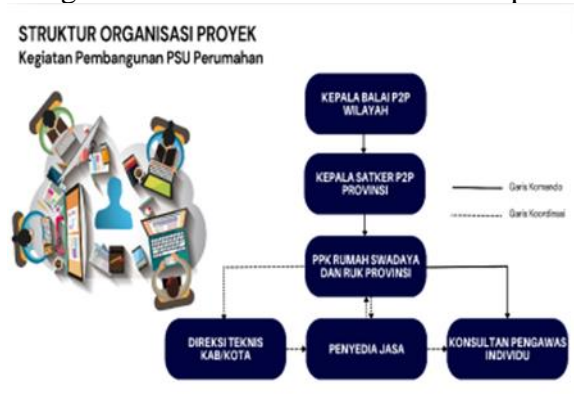 STRUKTUR ORGANISASI PROYEK
Kegiatan Pembangunan PSU Perumahan
KEPALA BALAI P2P
WILAYAH
KEPALA SATKER P2P
PROVINSI
Garis Komando
Garis Koordinasi
PPK RUMAH SWADAYA
DAN RUK PROVINSI
DIREKSI TEKNIS
KAB/KOTA
PENYEDIA JASA
KONSULTAN PENGAWAS
INDIVIDU